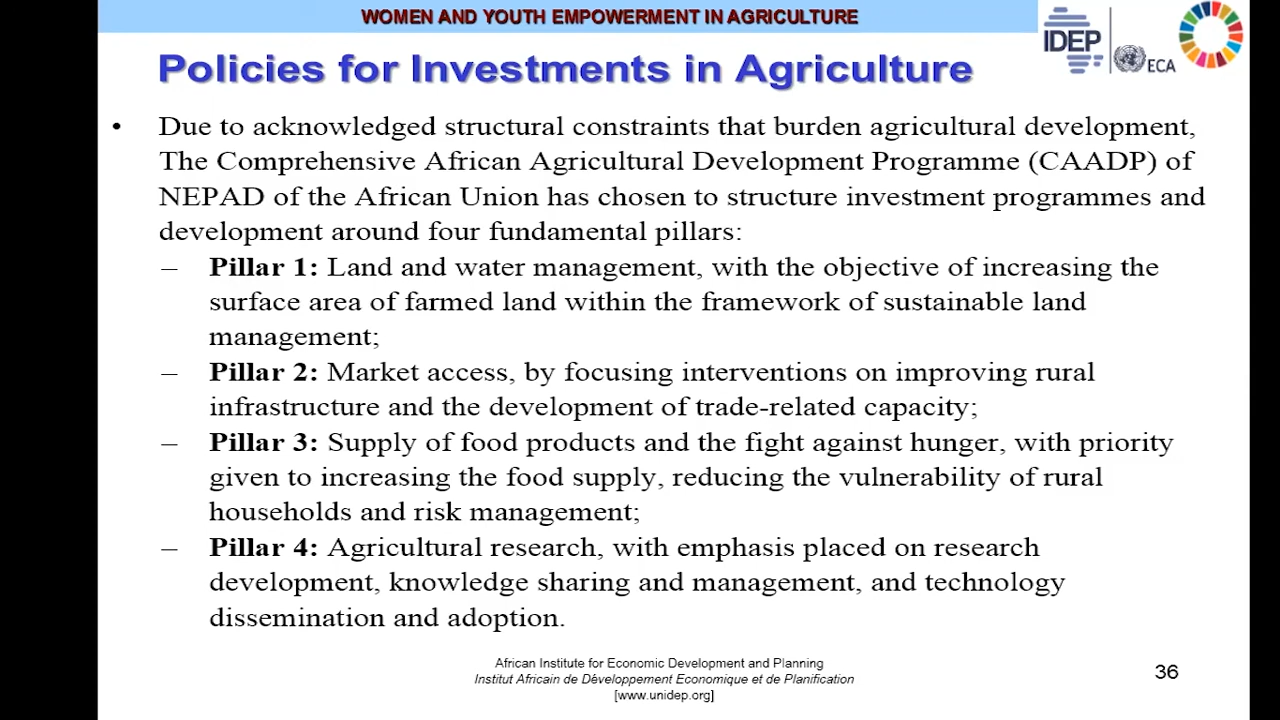 WOMEN AND YOUTH EMPOWERMENT IN AGRICULTURE
IDEP
ECA
Policies for Investments in Agriculture
• Due to acknowledged structural constraints that burden agricultural development,
The Comprehensive African Agricultural Development Programme (CAADP) of
NEPAD of the African Union has chosen to structure investment programmes and
development around four fundamental pillars:
– Pillar 1: Land and water management, with the objective of increasing the
surface area of farmed land within the framework of sustainable land
management;
– Pillar 2: Market access, by focusing interventions on improving rural
infrastructure and the development of trade-related capacity;
– Pillar 3: Supply of food products and the fight against hunger, with priority
given to increasing the food supply, reducing the vulnerability of rural
households and risk management;
– Pillar 4: Agricultural research, with emphasis placed on research
development, knowledge sharing and management, and technology
dissemination and adoption.
African Institute for Economic Development and Planning
Institut Africain de Développement Economique et de Planification
[www.unidep.org]
36